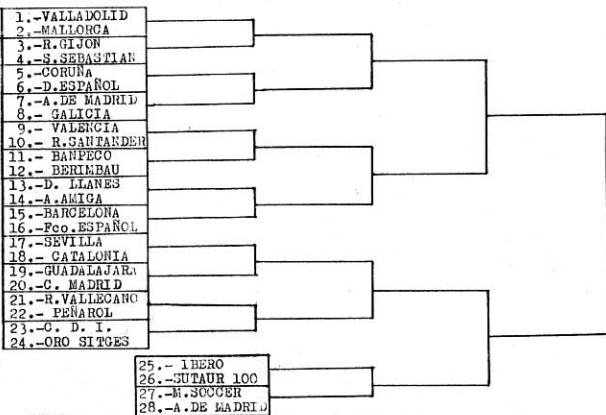 1.-VALLADOLID
2.-MALLORCA
3.-R.GIJON
4.-S.SEBASTIAN
5.-CORUÑA
6.-D.ESPAÑOL
7.-A.DE MADRID
8.- GALICIA
9.- VALENCIA
10.- R.SANTANDER
11.- BANPECO
12.- BERIMBAU
13.-D. LLANES
14.-A.AMIGA
15.-BARCELONA
16.-Fco.ESPAÑOL
17.-SEVILLA
18.- CATALONIA
19.-GUADALAJARA
20.-C. MADRID
21.-R.VALLECANO
22.- PEÑAROL
23.-C. D. I.
24.-ORO SITGES
25.- IBERO
26.-SUTAUR 100
27.-M.SOCCER
28.-A.DE MADRID